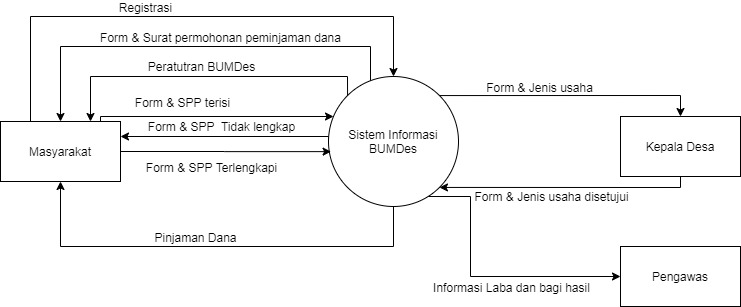 Registrasi
Form & Surat permohonan peminjaman dana
Peratutran BUMDes
Form & Jenis usaha
Form & SPP terisi
Form & SPP  Tidak lengkap
Sistem Informasi
BUMDes
Masyarakat
Kepala Desa
Form & SPP Terlengkapi
Form & Jenis usaha disetujui
Pinjaman Dana
Pengawas
Informasi Laba dan bagi hasil